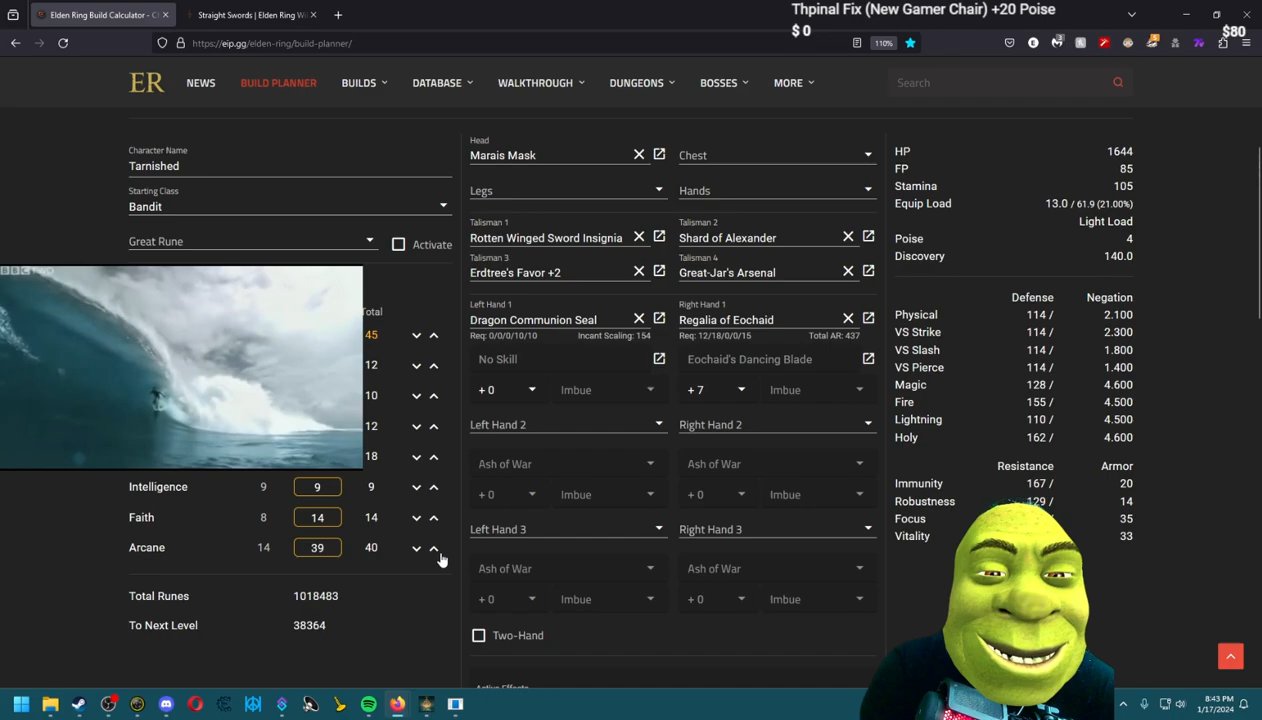 Elden Ring Build Calculator - C
Straight Swords | Elden Ring Wi
Thpinal Fix (New Gamer Chair) +20 Poise
$ 0
$80
https://eip.gg/elden-ring/build-planner/
110%
ER NEWS BUILD PLANNER BUILDS DATABASE WALKTHROUGH DUNGEONS BOSSES MORE Search
Character Name
Tarnished
Starting Class
Bandit
Great Rune Activate
BBC TWO
Total
45
12
10
12
18
Intelligence 9 9 9
Faith 8 14 14
Arcane 14 39 40
Total Runes 1018483
To Next Level 38364
Head
Marais Mask
Chest
Legs
Hands
Talisman 1
Rotten Winged Sword Insignia
Talisman 2
Shard of Alexander
Talisman 3
Erdtree's Favor +2
Talisman 4
Great-Jar's Arsenal
Left Hand 1
Dragon Communion Seal
Req: 0/0/0/10/10 Incant Scaling: 154
Right Hand 1
Regalia of Eochaid
Req: 12/18/0/0/15 Total AR: 437
No Skill
Eochaid's Dancing Blade
+ 0 Imbue
+ 7 Imbue
Left Hand 2
Right Hand 2
Ash of War
Ash of War
+ 0 Imbue
+ 0 Imbue
Left Hand 3
Right Hand 3
Ash of War
Ash of War
+ 0 Imbue
+ 0 Imbue
Two-Hand
Active Effects
HP 1644
FP 85
Stamina 105
Equip Load 13.0 / 61.9 (21.00%)
Light Load
Poise 4
Discovery 140.0
Defense Negation
Physical 114 / 2.100
VS Strike 114 / 2.300
VS Slash 114 / 1.800
VS Pierce 114 / 1.400
Magic 128 / 4.600
Fire 155 / 4.500
Lightning 110 / 4.500
Holy 162 / 4.600
Resistance Armor
Immunity 167 / 20
Robustness 129 / 14
Focus 35
Vitality 33
8:43 PM
1/17/2024